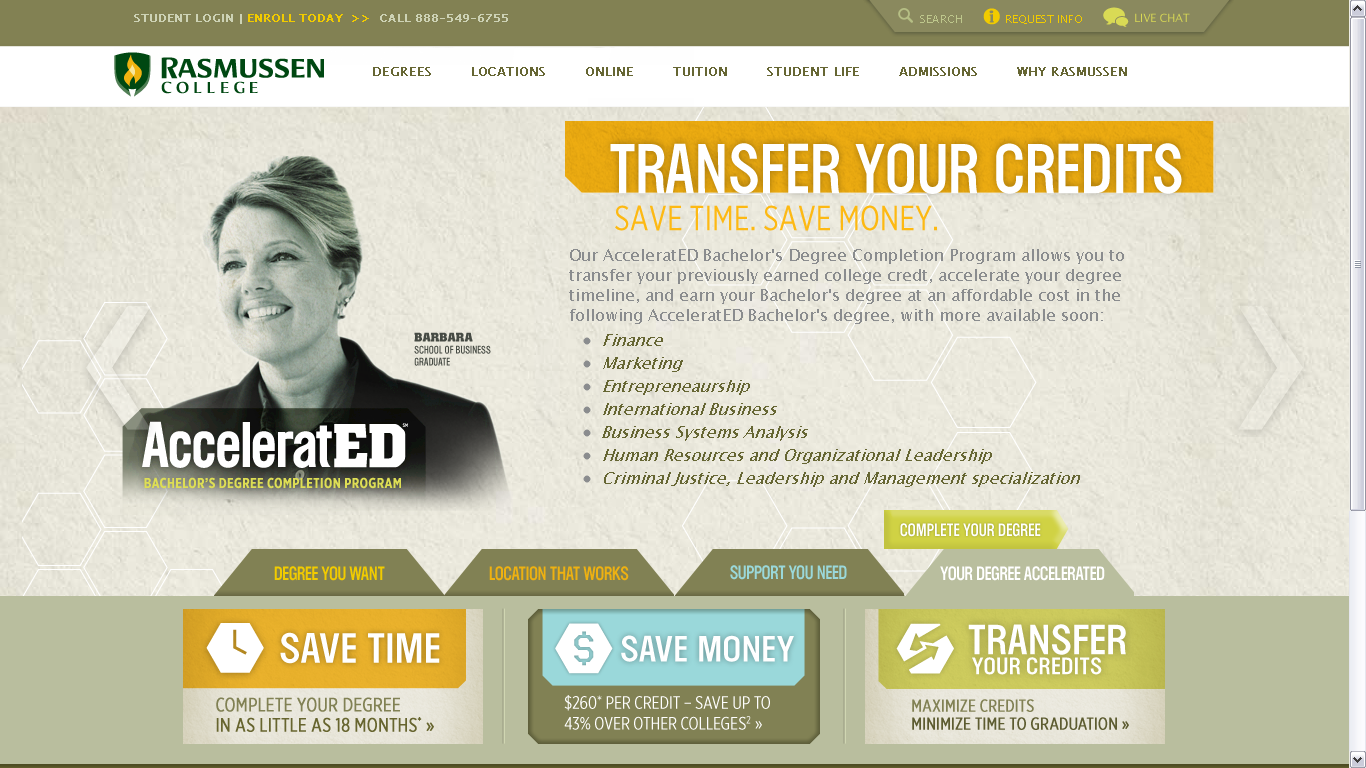 STUDENT LOGIN | ENROLL TODAY >> CALL 888-549-6755
SEARCH
REQUEST INFO
LIVE CHAT
RASMUSSEN
COLLEGE
DEGREES LOCATIONS ONLINE TUITION STUDENT LIFE ADMISSIONS WHY RASMUSSEN
TRANSFER YOUR CREDITS
SAVE TIME. SAVE MONEY.
Our AcceleratED Bachelor's Degree Completion Program allows you to
transfer your previously earned college credt, accelerate your degree
timeline, and earn your Bachelor's degree at an affordable cost in the
following AcceleratED Bachelor's degree, with more available soon:
Finance
Marketing
Entrepreneaurship
International Business
Business Systems Analysis
Human Resources and Organizational Leadership
Criminal Justice, Leadership and Management specialization
BARBARA
SCHOOL OF BUSINESS
GRADUATE
AcceleratED℠
BACHELOR'S DEGREE COMPLETION PROGRAM
COMPLETE YOUR DEGREE
DEGREE YOU WANT
LOCATION THAT WORKS
SUPPORT YOU NEED
YOUR DEGREE ACCELERATED
SAVE TIME
COMPLETE YOUR DEGREE
IN AS LITTLE AS 18 MONTHS* »
$ SAVE MONEY
$260* PER CREDIT – SAVE UP TO
43% OVER OTHER COLLEGES² »
TRANSFER
YOUR CREDITS
MAXIMIZE CREDITS
MINIMIZE TIME TO GRADUATION »